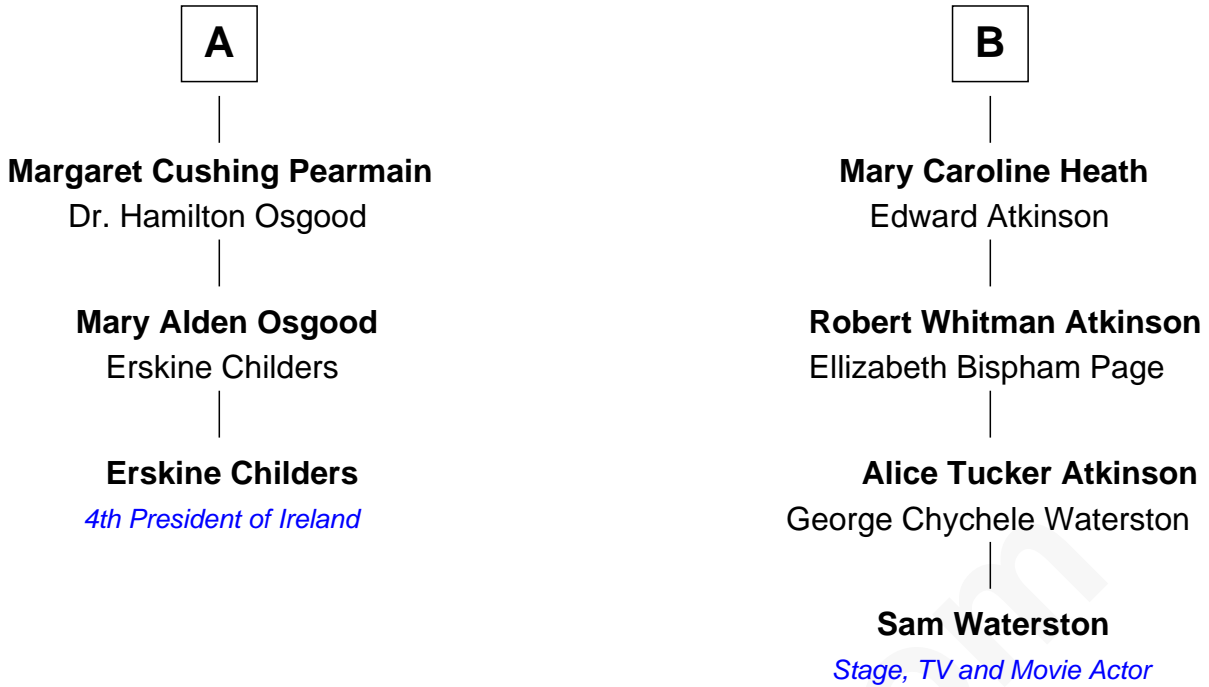 A
Margaret Cushing Pearmain
Dr. Hamilton Osgood
Mary Alden Osgood
Erskine Childers
Erskine Childers
4th President of Ireland
B
Mary Caroline Heath
Edward Atkinson
Robert Whitman Atkinson
Ellizabeth Bispham Page
Alice Tucker Atkinson
George Chychele Waterston
Sam Waterston
Stage, TV and Movie Actor